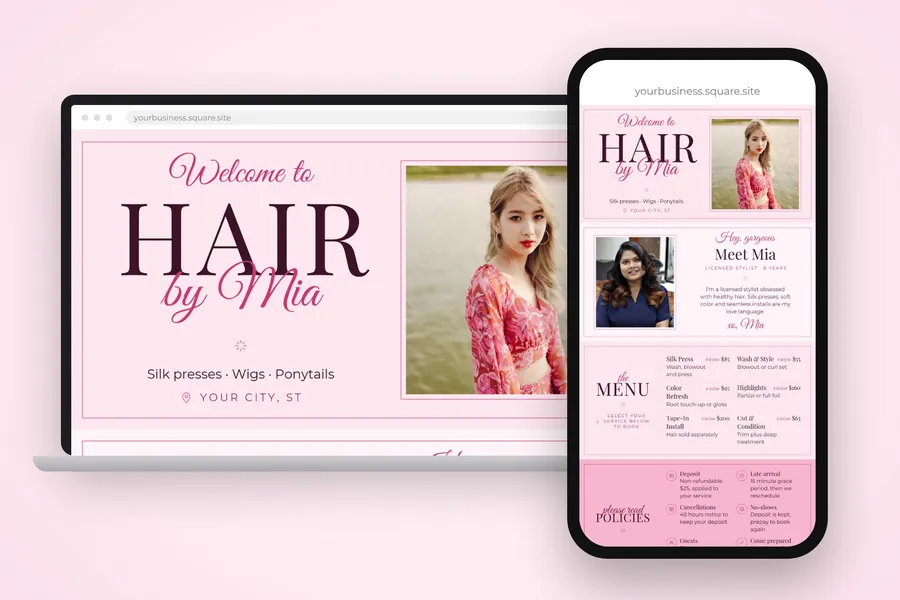 yourbusiness.square.site
Welcome to
HAIR
by Mia
Silk presses · Wigs · Ponytails
YOUR CITY, ST
yourbusiness.square.site
Welcome to
HAIR
by Mia
Silk presses · Wigs · Ponytails
YOUR CITY, ST
Hey, gorgeous
Meet Mia
LICENSED STYLIST · 8 YEARS
I'm a licensed stylist obsessed
with healthy hair. Silk presses, soft
color and seamless installs are my
love language
xo, Mia
the
MENU
SELECT YOUR
SERVICE BELOW
TO BOOK
Silk Press FROM $85
Wash, blowout
and press
Wash & Style FROM $55
Blowout or curl set
Color FROM $95
Refresh
Root touch-up or gloss
Highlights FROM $160
Partial or full foil
Tape-In FROM $200
Install
Hair sold separately
Cut & FROM $65
Condition
Trim plus deep
treatment
please read
POLICIES
Deposit
Non-refundable
$25, applied to
your service
Late arrival
15 minute grace
period, then we
reschedule
Cancellations
48 hours notice to
keep your deposit
No-shows
Deposit is kept,
prepay to book
again
Guests
Come prepared